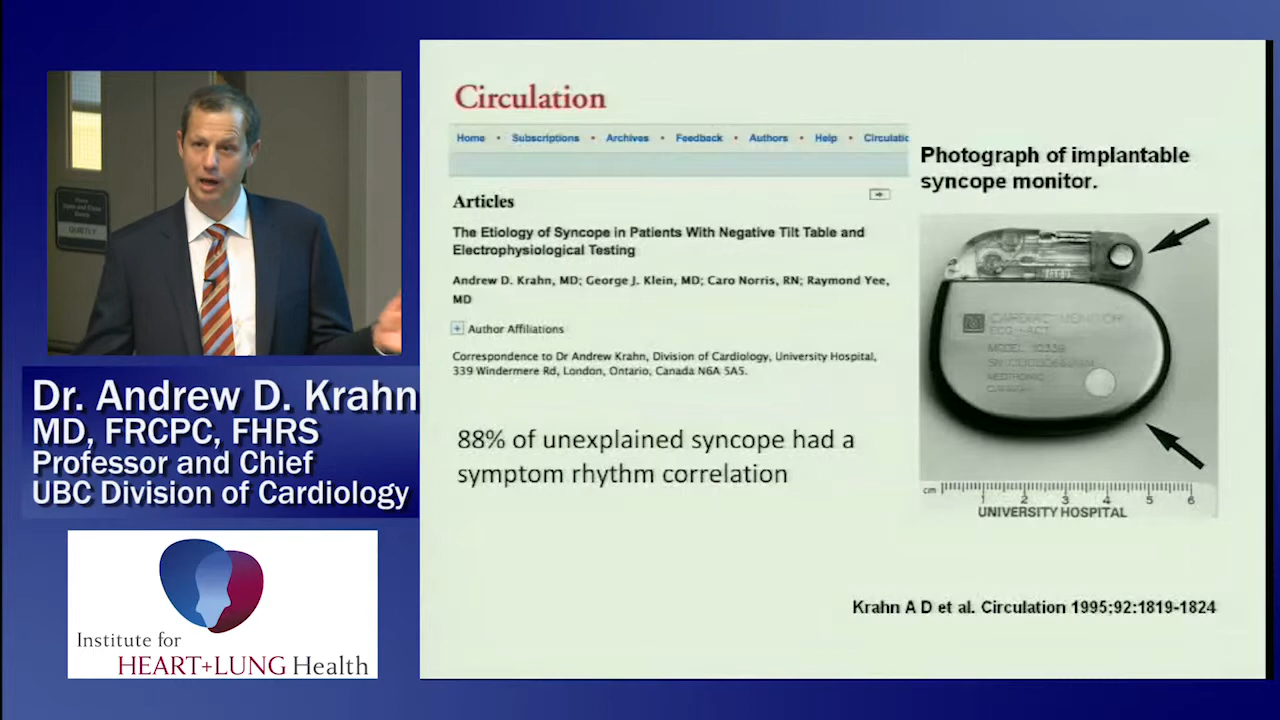 QUIETLY
Dr. Andrew D. Krahn
MD, FRCPC, FHRS
Professor and Chief
UBC Division of Cardiology
Institute for
HEART+LUNG Health
Circulation
Home • Subscriptions • Archives • Feedback • Authors • Help •
Articles
The Etiology of Syncope in Patients With Negative Tilt Table and
Electrophysiological Testing
Andrew D. Krahn, MD; George J. Klein, MD; Caro Norris, RN; Raymond Yee,
MD
+ Author Affiliations
Correspondence to Dr Andrew Krahn, Division of Cardiology, University Hospital,
339 Windermere Rd, London, Ontario, Canada N6A 5AS.
88% of unexplained syncope had a
symptom rhythm correlation
Photograph of implantable
syncope monitor.
CARDIAC MONITOR
MODEL 10339
MEDTRONIC
cm 1 2 3 4 5 6
UNIVERSITY HOSPITAL
Krahn A D et al. Circulation 1995;92:1819-1824